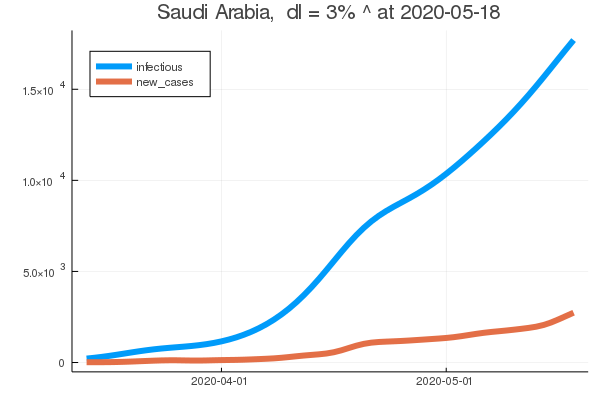 Saudi Arabia, dI = 3% ^ at 2020-05-18
infectious
new_cases
1.5×10 4
1.0×10 4
5.0×10 3
0
2020-04-01 2020-05-01